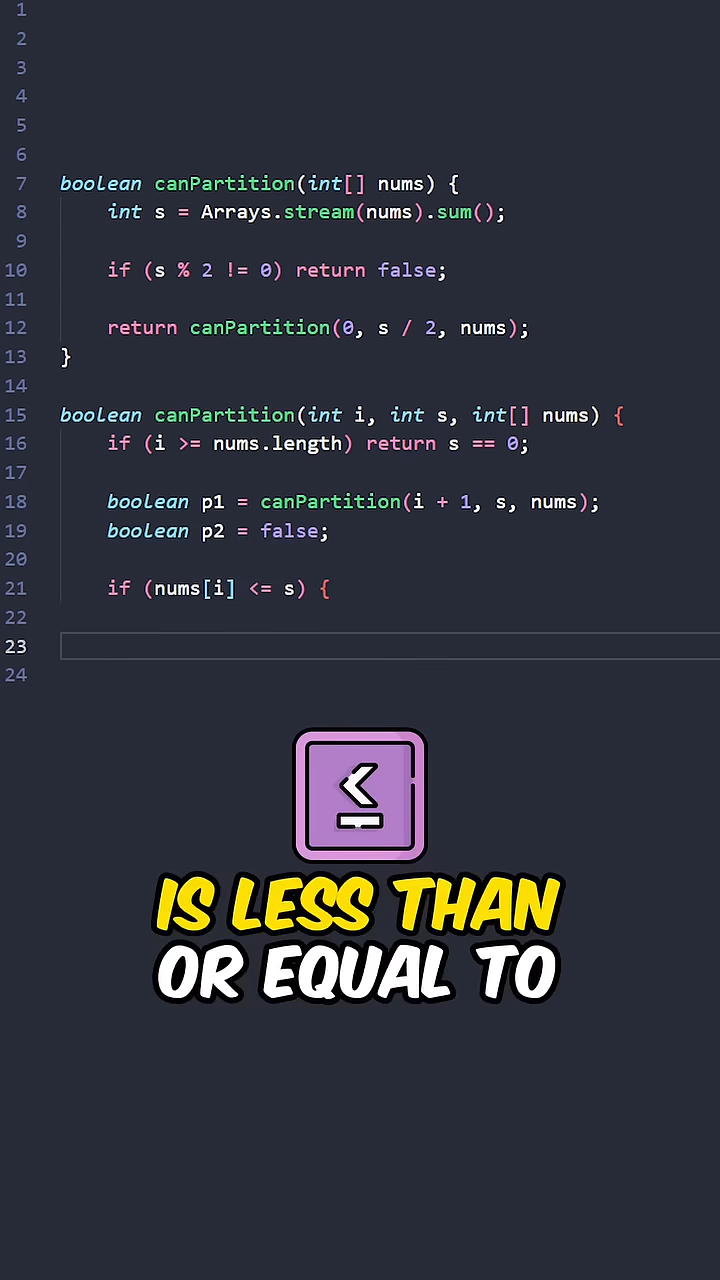 1
2
3
4
5
6
7 boolean canPartition(int[] nums) {
8     int s = Arrays.stream(nums).sum();
9
10     if (s % 2 != 0) return false;
11
12     return canPartition(0, s / 2, nums);
13 }
14
15 boolean canPartition(int i, int s, int[] nums) {
16     if (i >= nums.length) return s == 0;
17
18     boolean p1 = canPartition(i + 1, s, nums);
19     boolean p2 = false;
20
21     if (nums[i] <= s) {
22
23
24
≤
IS LESS THAN
OR EQUAL TO